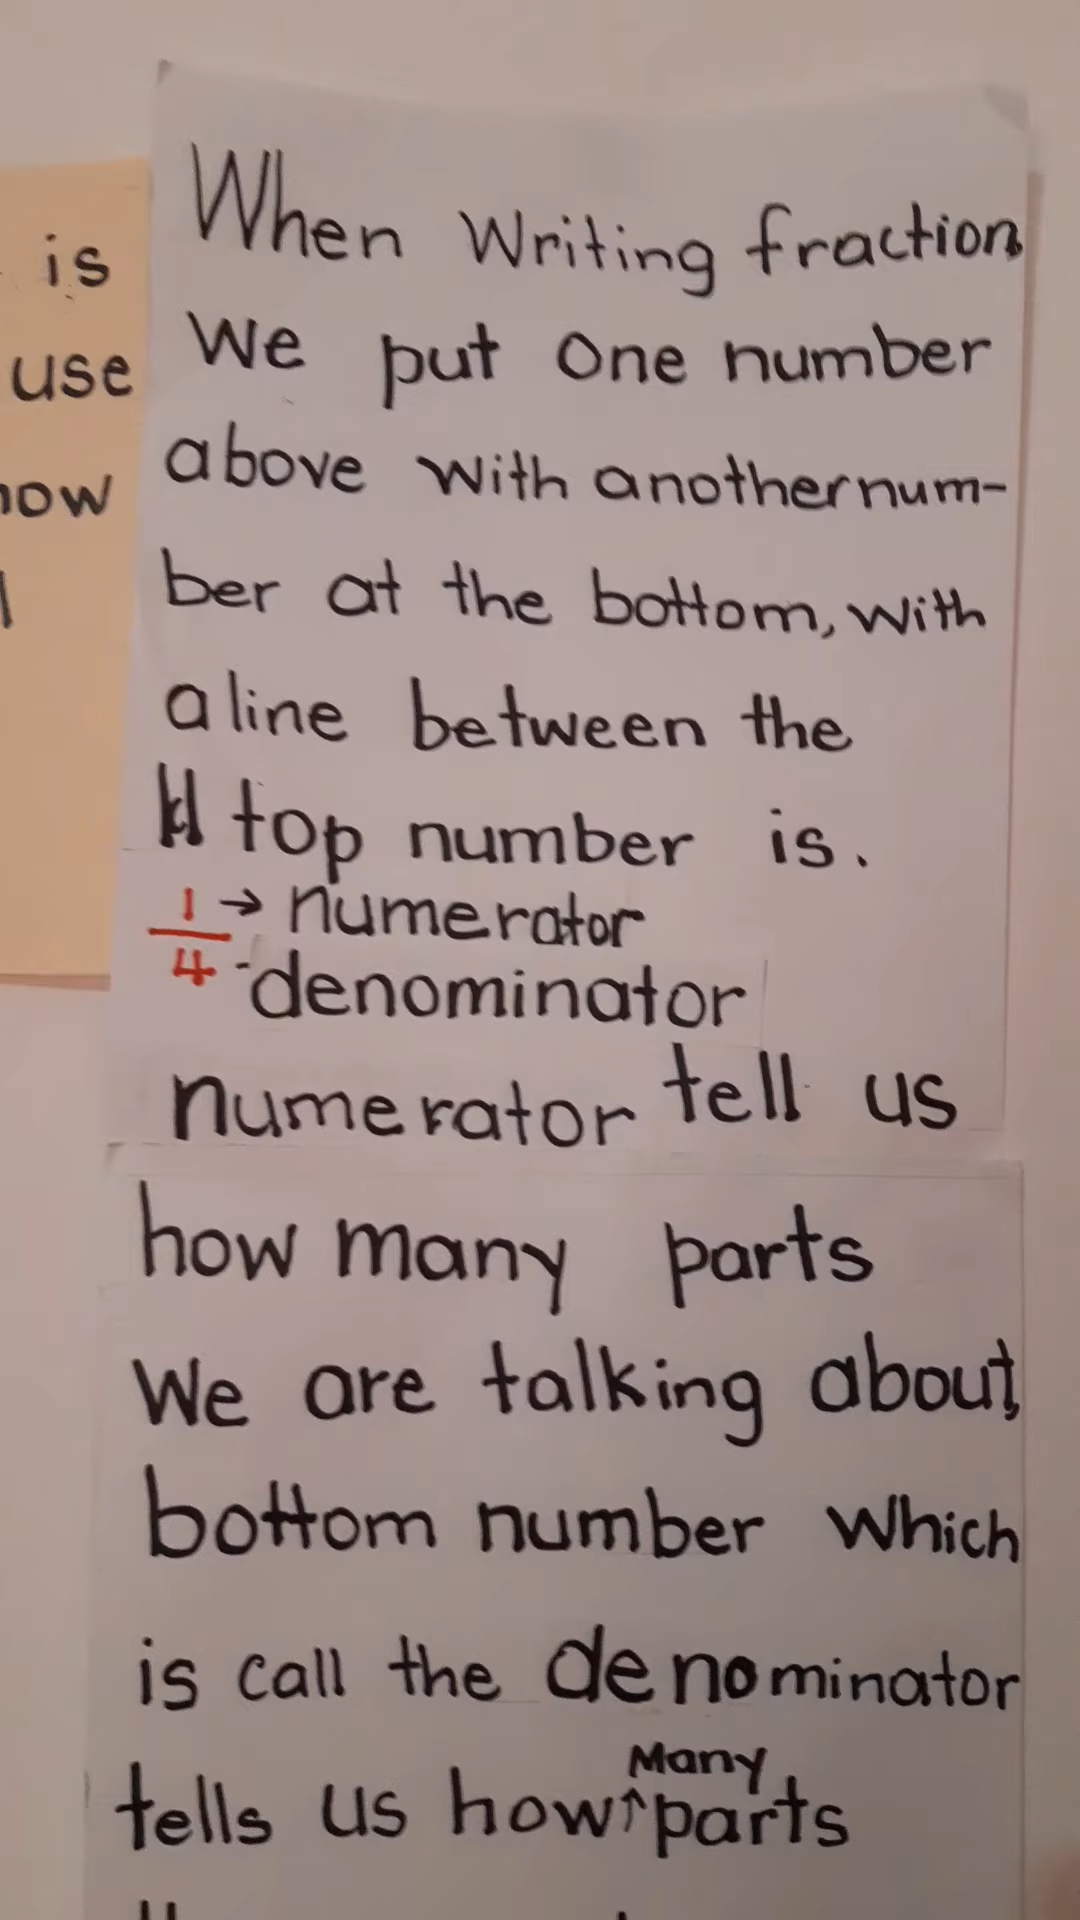 is
use
When Writing fraction
We put one number
above with another num-
ber at the bottom, with
a line between the
top number is.
1 → numerator
4 - denominator
numerator tell us
how many parts
We are talking about,
bottom number which
is call the denominator
Many
tells us how↑parts